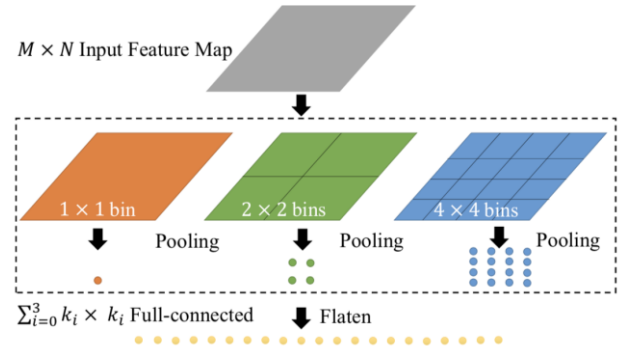 M × N Input Feature Map
1 × 1 bin
2 × 2 bins
4 × 4 bins
Pooling
Pooling
Pooling
∑³ᵢ₌₀ kᵢ × kᵢ Full-connected
Flaten